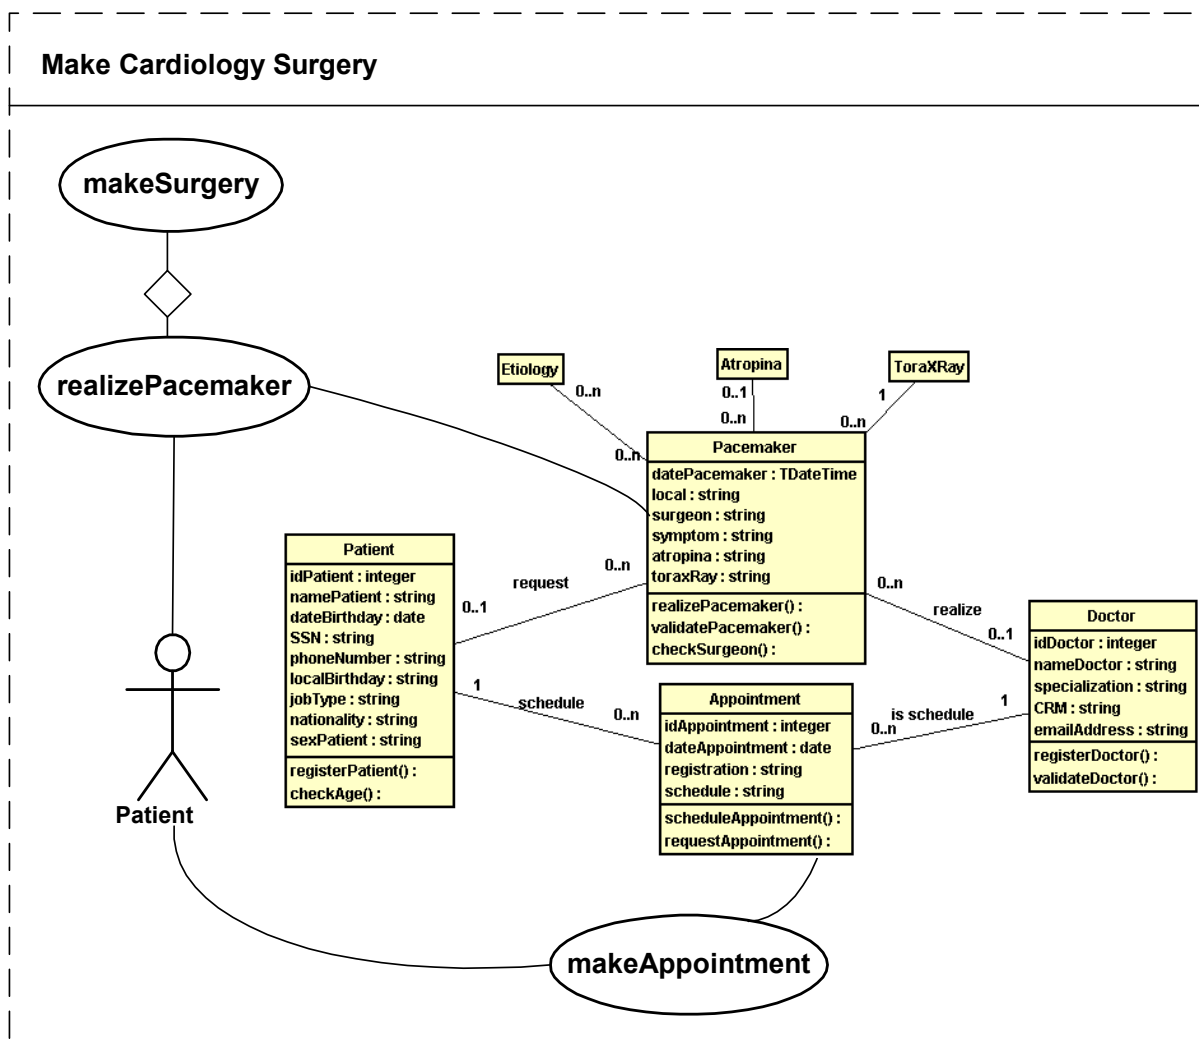 Make Cardiology Surgery
makeSurgery
realizePacemaker
Etiology
Atropina
ToraXRay
0..n
0..1
1
0..n
0..n
0..n
Pacemaker
datePacemaker : TDateTime
local : string
surgeon : string
symptom : string
atropina : string
toraxRay : string
realizePacemaker() :
validatePacemaker() :
checkSurgeon() :
Patient
idPatient : integer
namePatient : string
dateBirthday : date
SSN : string
phoneNumber : string
localBirthday : string
jobType : string
nationality : string
sexPatient : string
registerPatient() :
checkAge() :
0..n
request
0..1
0..n
realize
0..1
Doctor
idDoctor : integer
nameDoctor : string
specialization : string
CRM : string
emailAddress : string
registerDoctor() :
validateDoctor() :
1
schedule
0..n
Appointment
idAppointment : integer
dateAppointment : date
registration : string
schedule : string
scheduleAppointment() :
requestAppointment() :
1
is schedule
0..n
Patient
makeAppointment